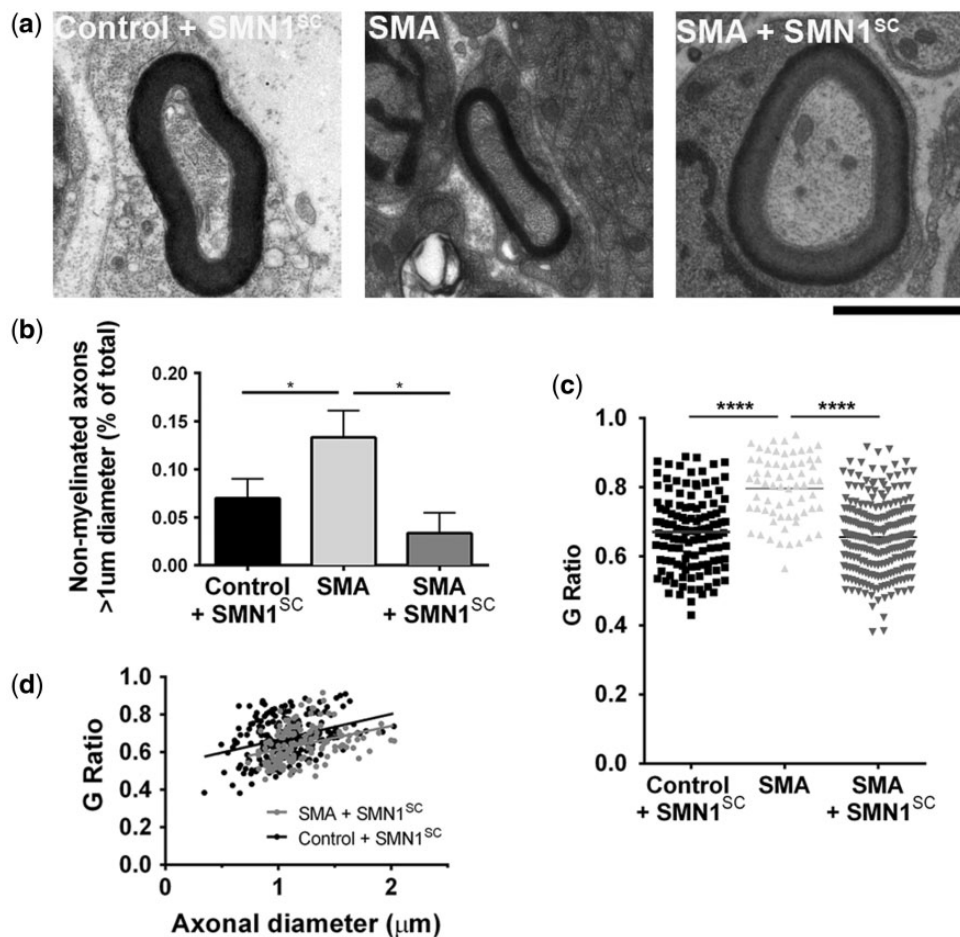 (a)
Control + SMN1SC
SMA
SMA + SMN1SC
(b)
Non-myelinated axons
>1um diameter (% of total)
0.20
0.15
0.10
0.05
0.00
*
*
Control
+ SMN1SC
SMA
SMA
+ SMN1SC
(c)
G Ratio
1.0
0.8
0.6
0.4
0.2
0.0
****
****
Control
+ SMN1SC
SMA
SMA
+ SMN1SC
(d)
G Ratio
1.0
0.8
0.6
0.4
0.2
0.0
SMA + SMN1SC
Control + SMN1SC
0
1
2
Axonal diameter (μm)